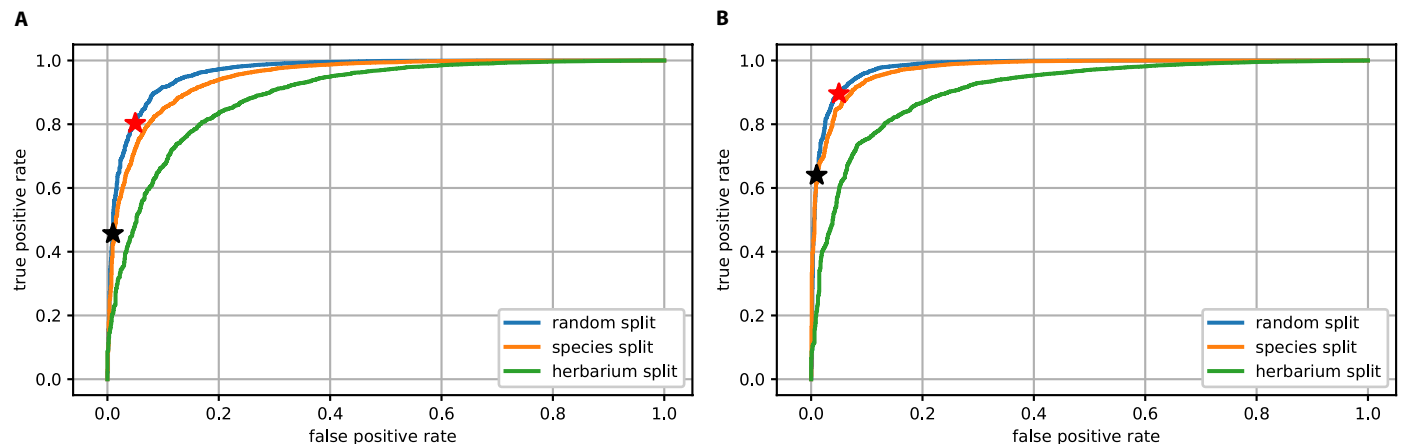 A
1.0
0.8
0.6
0.4
0.2
0.0
true positive rate
0.0 0.2 0.4 0.6 0.8 1.0
false positive rate
random split
species split
herbarium split
B
1.0
0.8
0.6
0.4
0.2
0.0
true positive rate
0.0 0.2 0.4 0.6 0.8 1.0
false positive rate
random split
species split
herbarium split